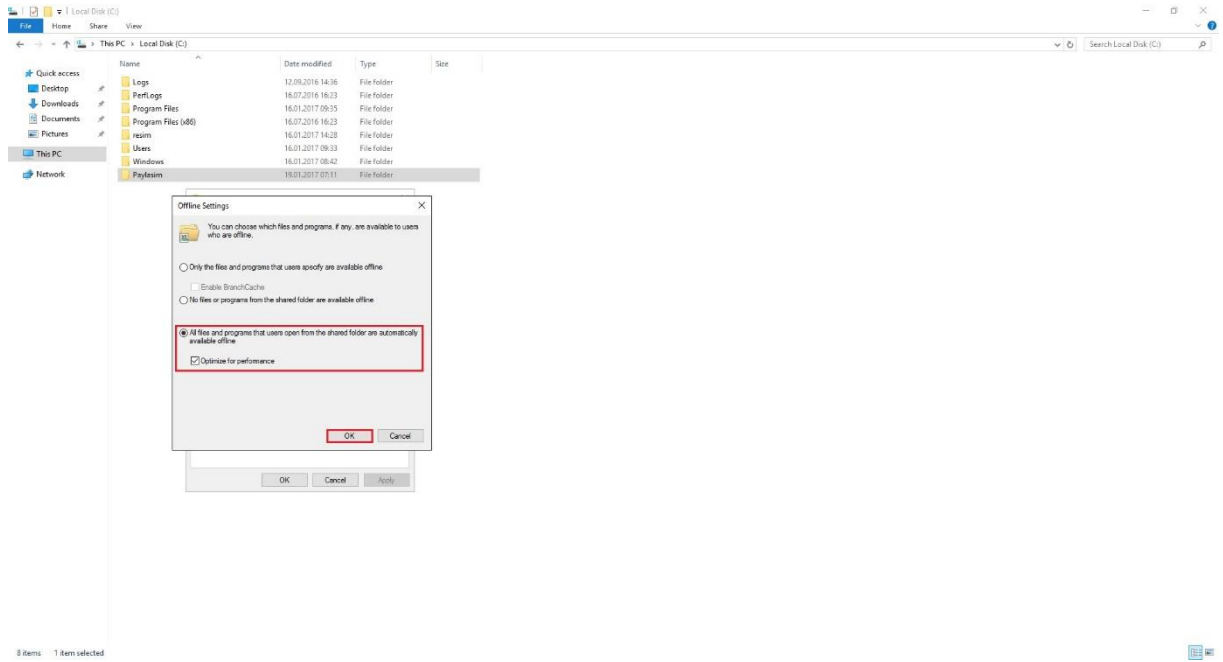 Local Disk (C:)
File Home Share View
This PC › Local Disk (C:)
Search Local Disk (C:)
Name Date modified Type Size
Quick access
Desktop
Downloads
Documents
Pictures
This PC
Network
Logs 12.09.2016 14:36 File folder
PerfLogs 16.07.2016 16:23 File folder
Program Files 16.01.2017 09:35 File folder
Program Files (x86) 16.07.2016 16:23 File folder
resim 16.01.2017 14:28 File folder
Users 16.01.2017 09:33 File folder
Windows 16.01.2017 08:42 File folder
Paylasim 19.01.2017 07:11 File folder
Offline Settings
You can choose which files and programs, if any, are available to users
who are offline.
Only the files and programs that users specify are available offline
Enable BranchCache
No files or programs from the shared folder are available offline
All files and programs that users open from the shared folder are automatically
available offline
Optimize for performance
OK Cancel
OK Cancel Apply
8 items 1 item selected